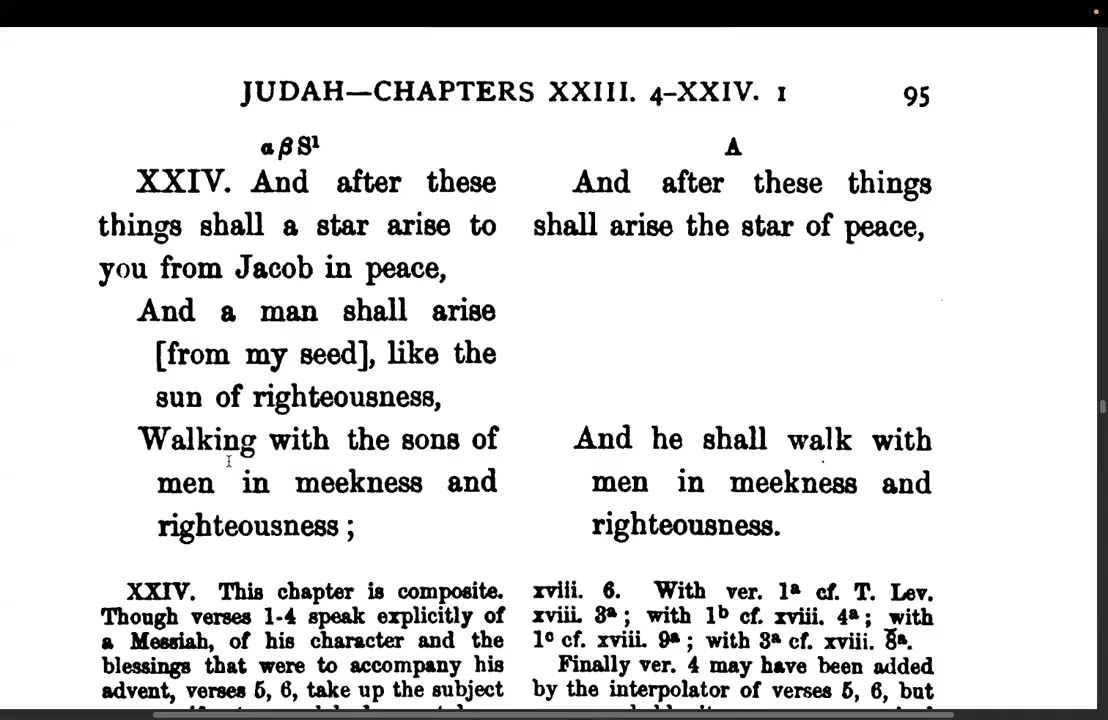 JUDAH—CHAPTERS XXIII. 4–XXIV. 1 95
α β S¹
XXIV. And after these
things shall a star arise to
you from Jacob in peace,
And a man shall arise
[from my seed], like the
sun of righteousness,
Walking with the sons of
men in meekness and
righteousness ;
A
And after these things
shall arise the star of peace,
And he shall walk with
men in meekness and
righteousness.
XXIV. This chapter is composite.
Though verses 1-4 speak explicitly of
a Messiah, of his character and the
blessings that were to accompany his
advent, verses 5, 6, take up the subject
xviii. 6. With ver. 1ª cf. T. Lev.
xviii. 3ª ; with 1ᵇ cf. xviii. 4ª ; with
1ᶜ cf. xviii. 9ª ; with 3ª cf. xviii. 8ª.
Finally ver. 4 may have been added
by the interpolator of verses 5, 6, but